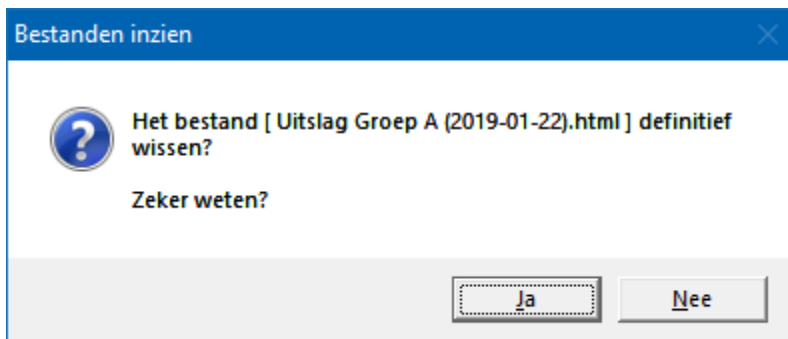 Bestanden inzien
Het bestand [ Uitslag Groep A (2019-01-22).html ] definitief
wissen?
Zeker weten?
Ja
Nee